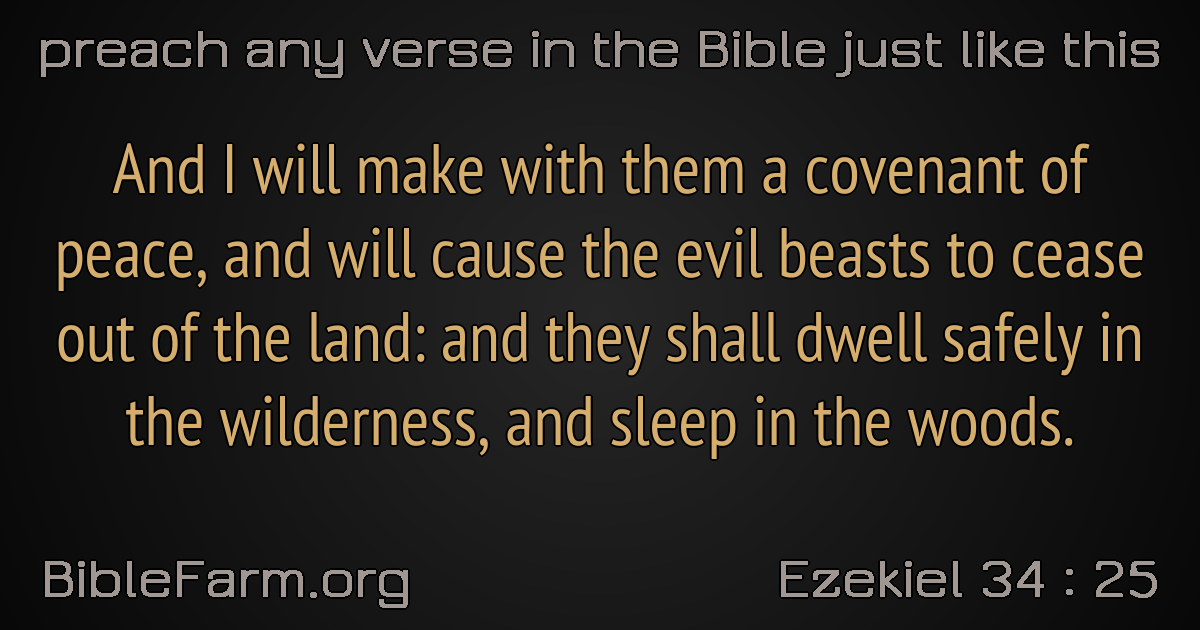 preach any verse in the Bible just like this
And I will make with them a covenant of
peace, and will cause the evil beasts to cease
out of the land: and they shall dwell safely in
the wilderness, and sleep in the woods.
BibleFarm.org
Ezekiel 34 : 25